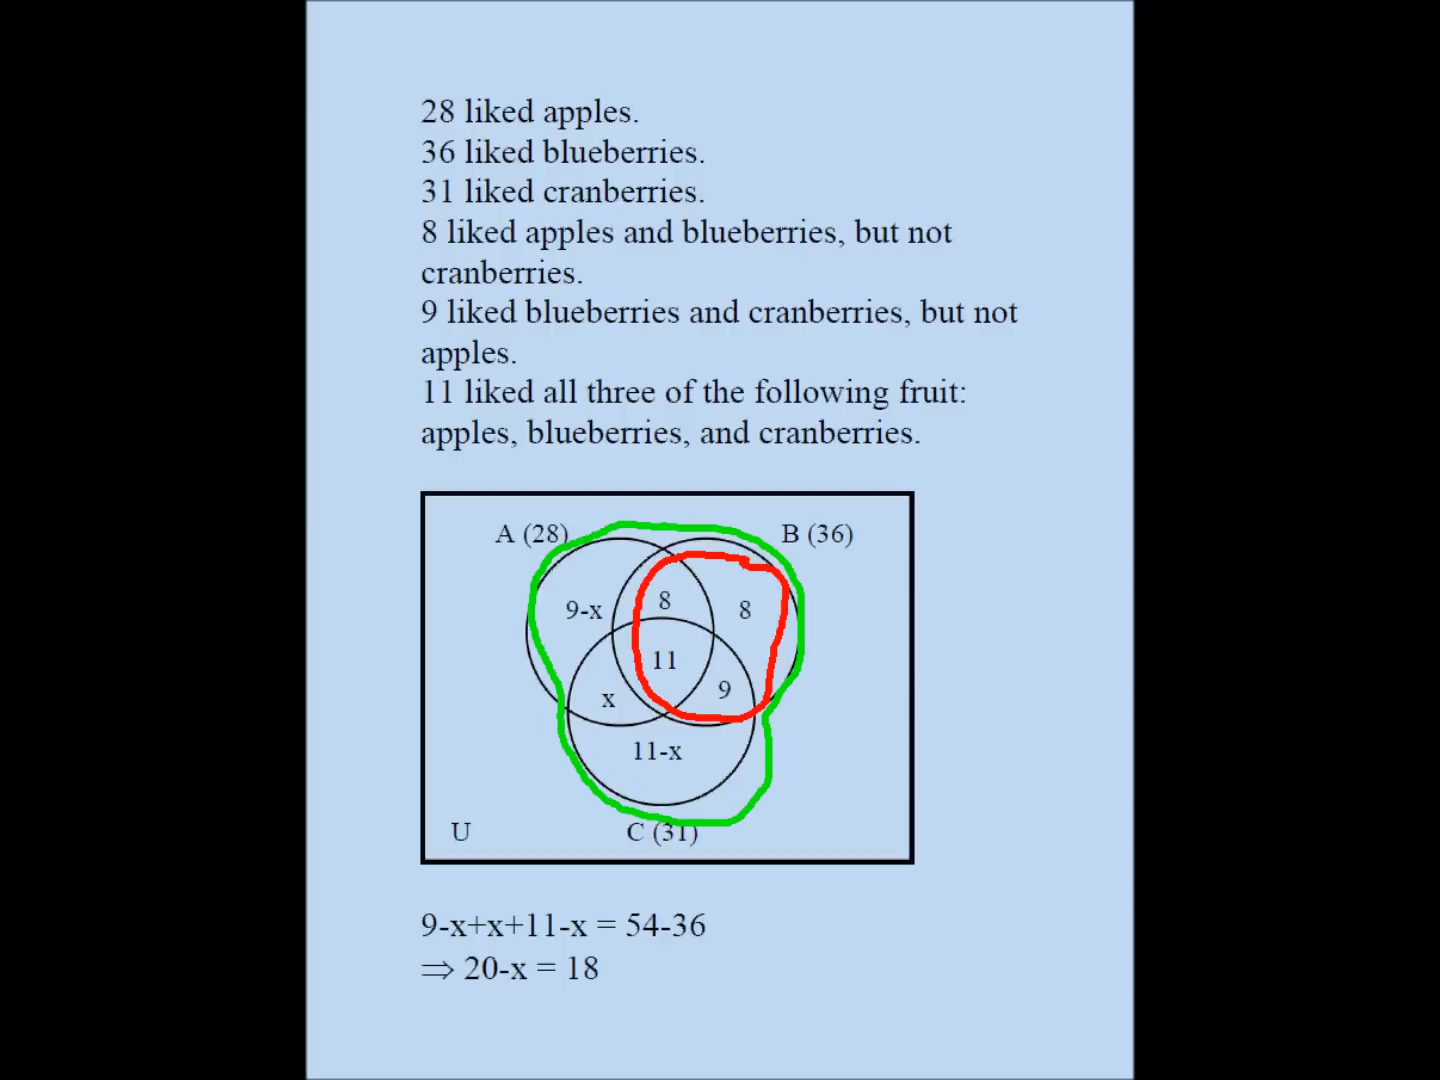 28 liked apples.
36 liked blueberries.
31 liked cranberries.
8 liked apples and blueberries, but not
cranberries.
9 liked blueberries and cranberries, but not
apples.
11 liked all three of the following fruit:
apples, blueberries, and cranberries.
A (28)
B (36)
9-x
8
8
11
x
9
11-x
U
C (31)
9-x+x+11-x = 54-36
⇒ 20-x = 18